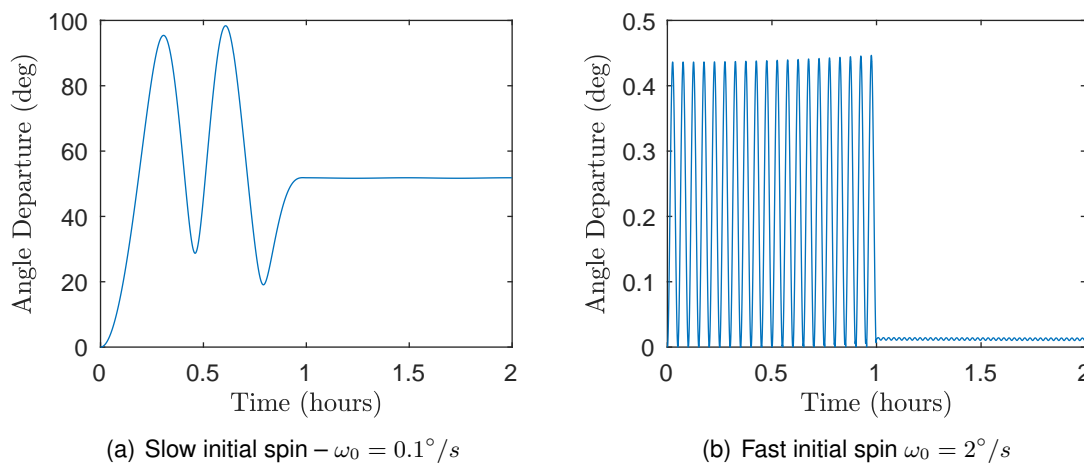 100
80
60
40
20
0
Angle Departure (deg)
0 0.5 1 1.5 2
Time (hours)
(a) Slow initial spin – ω₀ = 0.1°/s
0.5
0.4
0.3
0.2
0.1
0
Angle Departure (deg)
0 0.5 1 1.5 2
Time (hours)
(b) Fast initial spin ω₀ = 2°/s